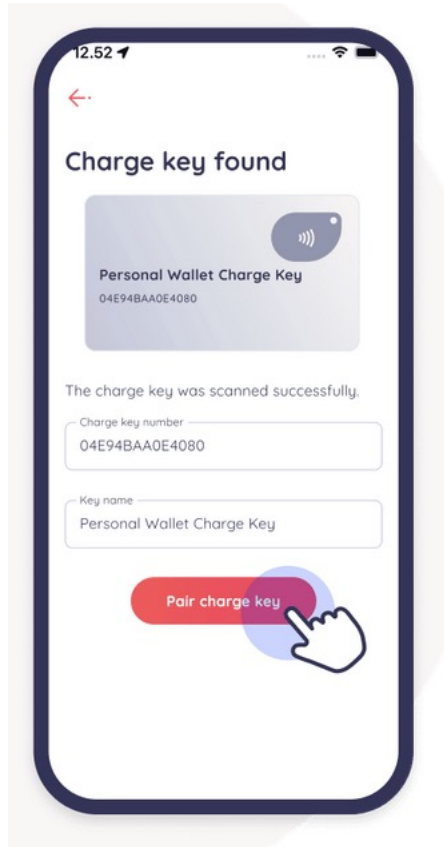 12.52
Charge key found
Personal Wallet Charge Key
04E94BAA0E4080
The charge key was scanned successfully.
Charge key number
04E94BAA0E4080
Key name
Personal Wallet Charge Key
Pair charge key